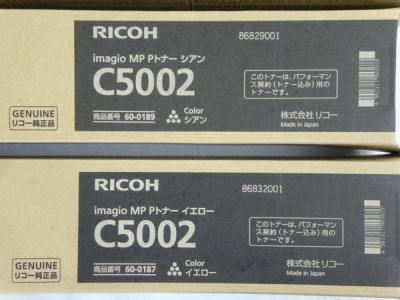 RICOH
86829001
imagio MP Pトナー シアン
C5002
このトナーは、パフォーマンス
契約(トナー込み)用の
トナーです。
GENUINE
リコー純正品
商品番号 60-0189
Color
シアン
株式会社リコー
Made in Japan
RICOH
86832001
imagio MP Pトナー イエロー
C5002
このトナーは、パフォーマンス
契約(トナー込み)用の
トナーです。
GENUINE
リコー純正品
商品番号 60-0187
Color
イエロー
株式会社リコー
Made in Japan